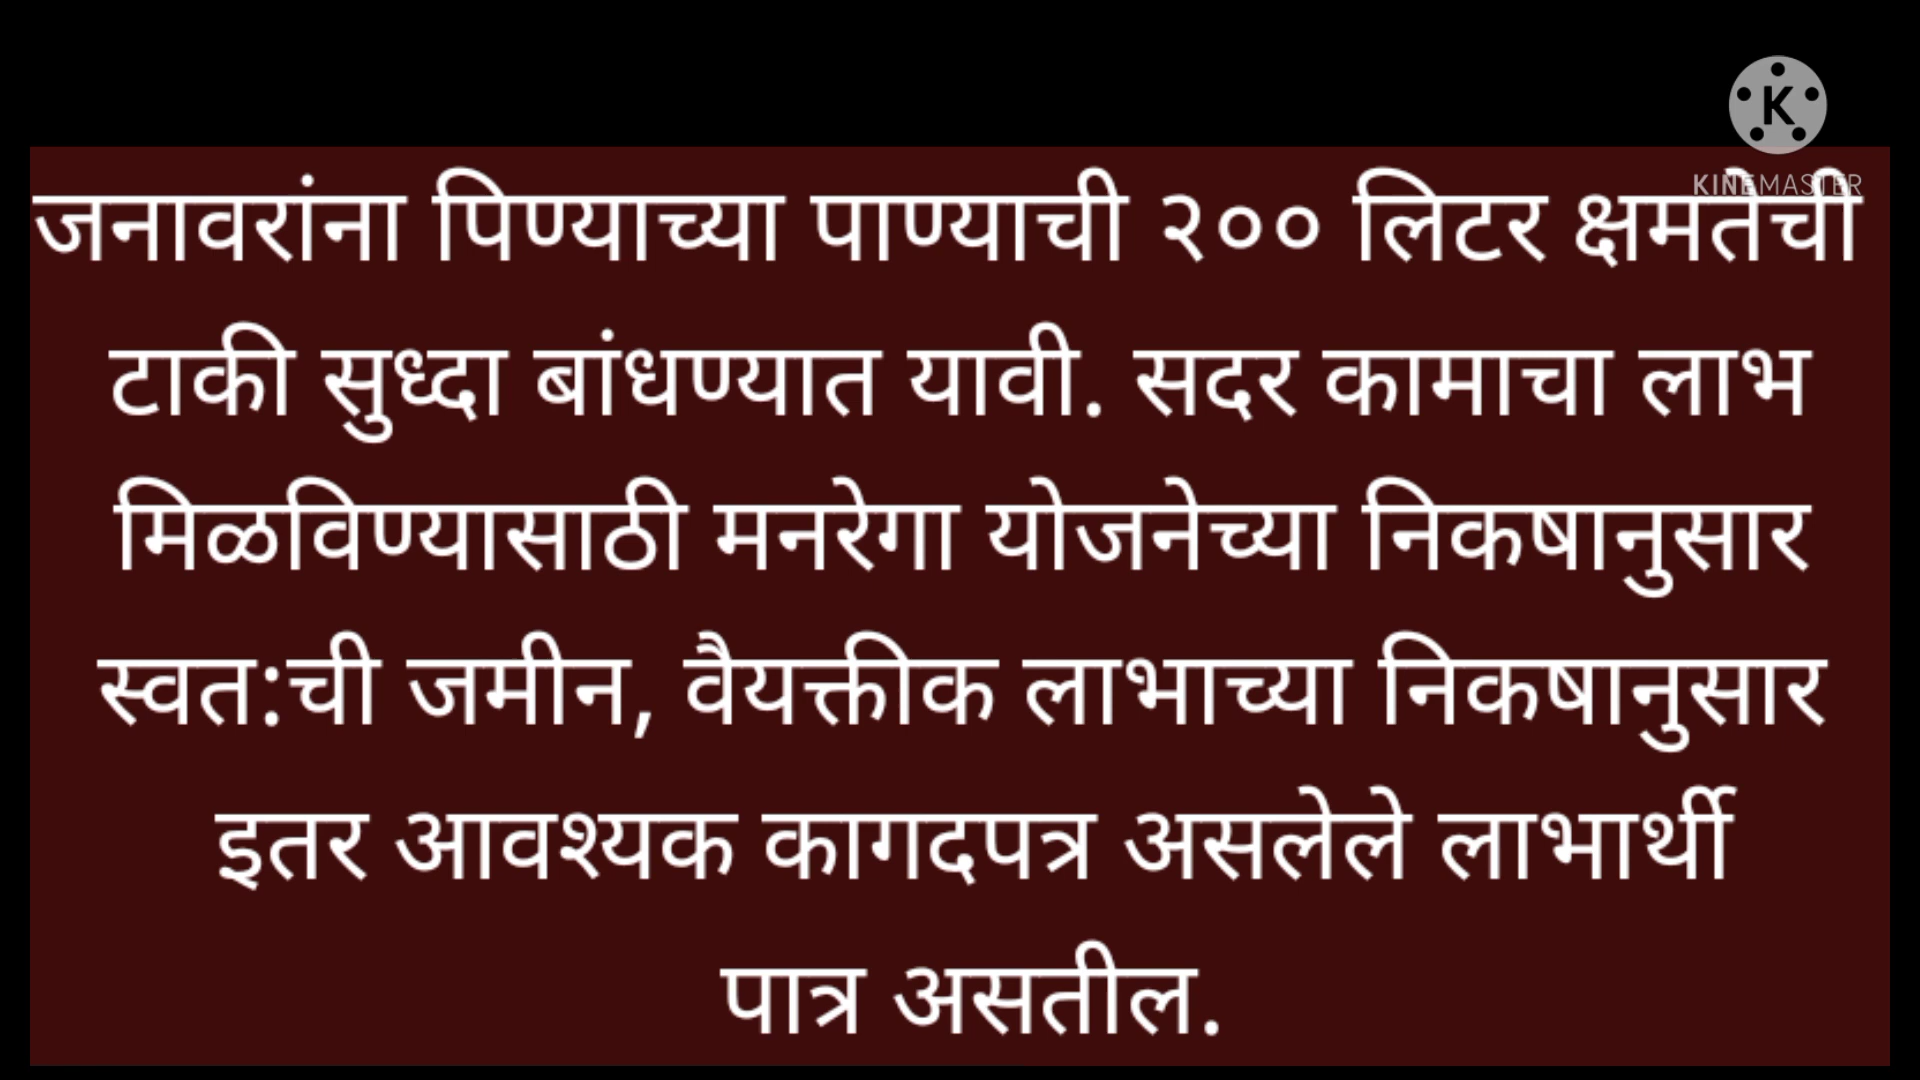 K
KINEMASTER
जनावरांना पिण्याच्या पाण्याची २०० लिटर क्षमतेची
टाकी सुध्दा बांधण्यात यावी. सदर कामाचा लाभ
मिळविण्यासाठी मनरेगा योजनेच्या निकषानुसार
स्वत:ची जमीन, वैयक्तीक लाभाच्या निकषानुसार
इतर आवश्यक कागदपत्र असलेले लाभार्थी
पात्र असतील.